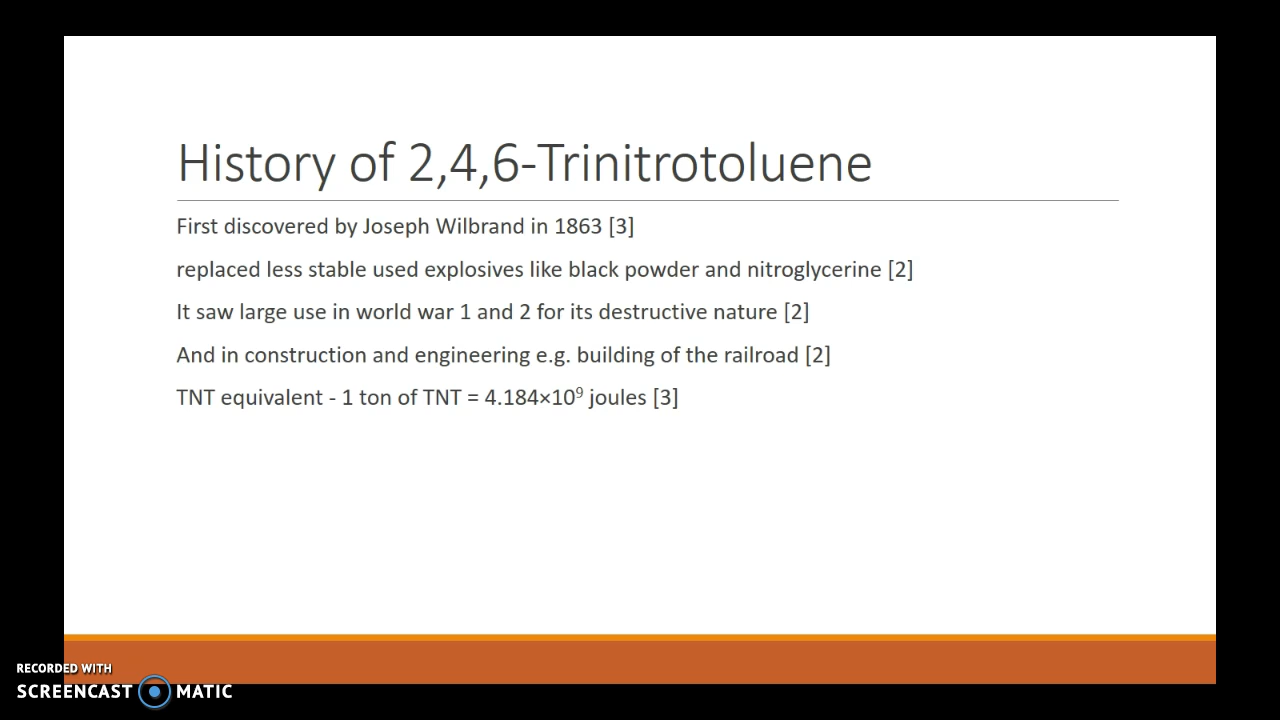 History of 2,4,6-Trinitrotoluene
First discovered by Joseph Wilbrand in 1863 [3]
replaced less stable used explosives like black powder and nitroglycerine [2]
It saw large use in world war 1 and 2 for its destructive nature [2]
And in construction and engineering e.g. building of the railroad [2]
TNT equivalent - 1 ton of TNT = 4.184×10⁹ joules [3]
RECORDED WITH
SCREENCAST MATIC